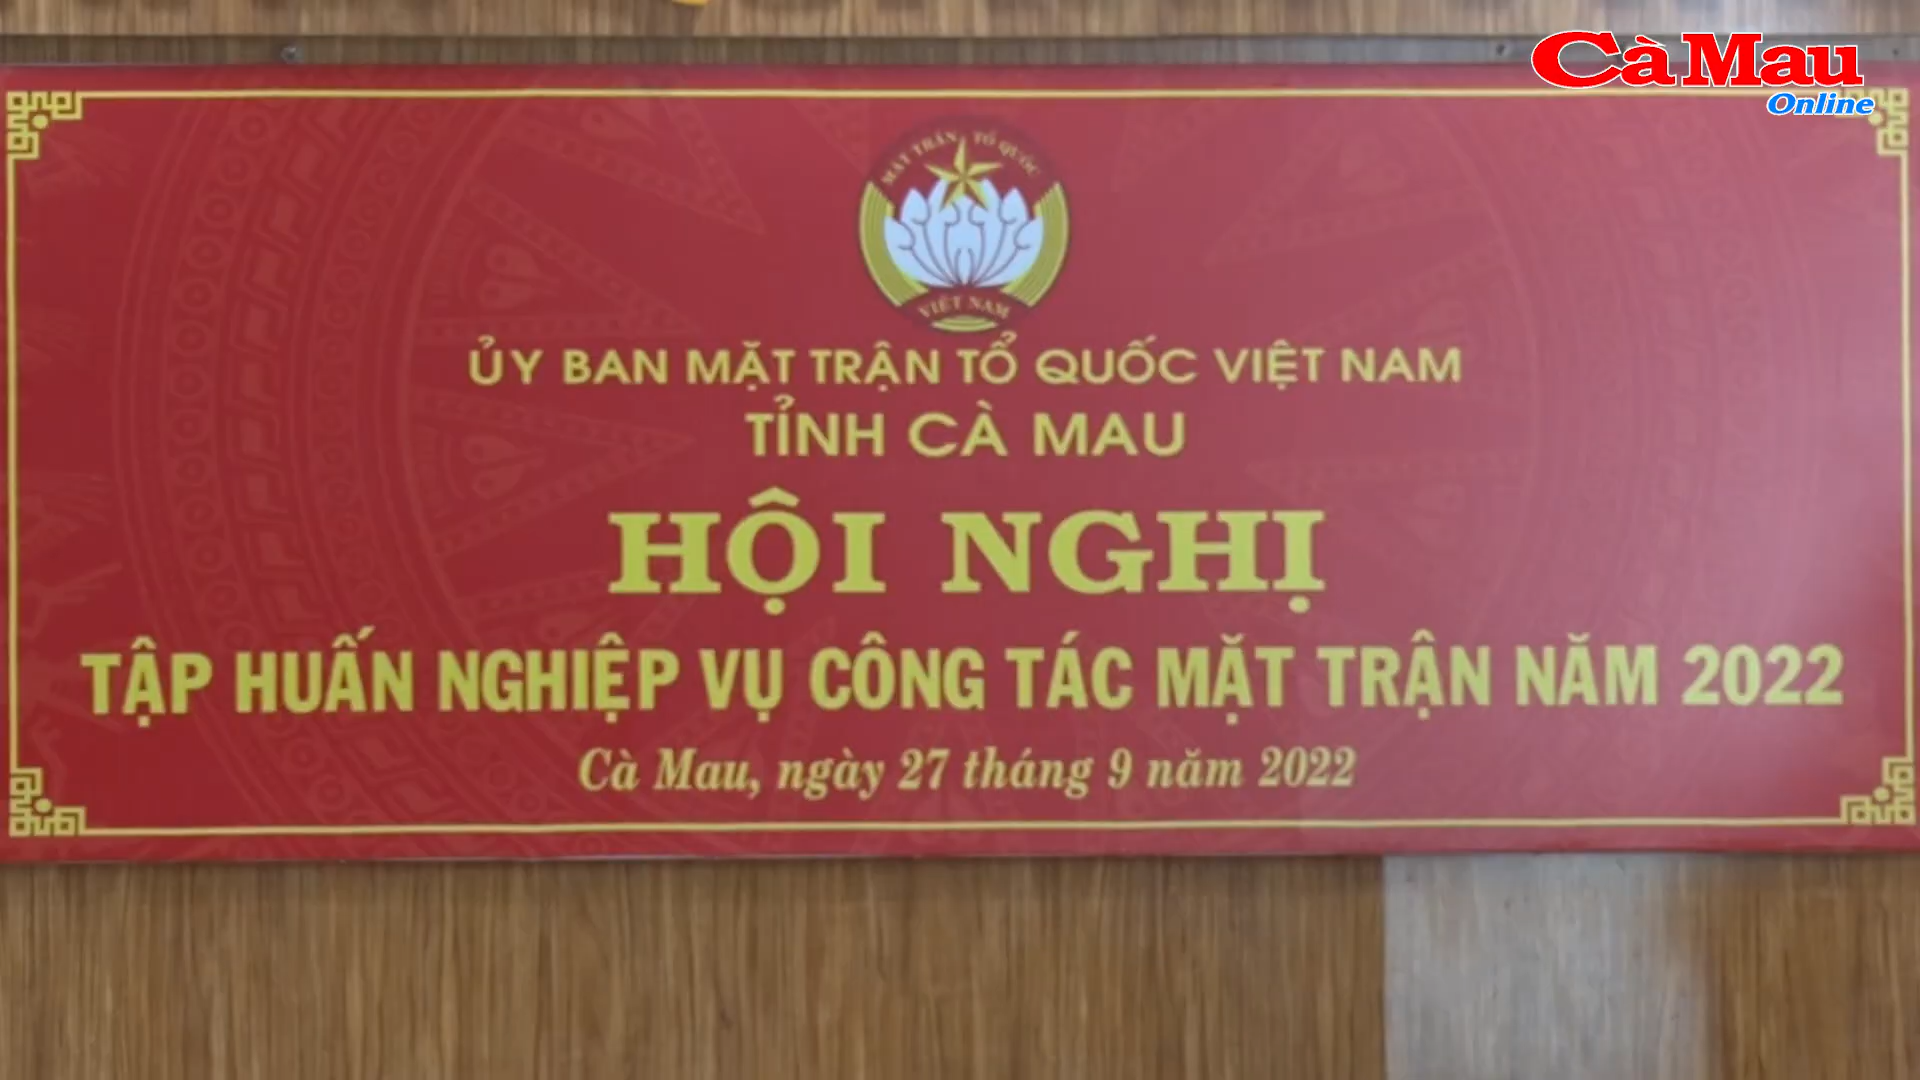 Cà Mau
Online
MẶT TRẬN TỔ QUỐC
VIỆT NAM
ỦY BAN MẶT TRẬN TỔ QUỐC VIỆT NAM
TỈNH CÀ MAU
HỘI NGHỊ
TẬP HUẤN NGHIỆP VỤ CÔNG TÁC MẶT TRẬN NĂM 2022
Cà Mau, ngày 27 tháng 9 năm 2022